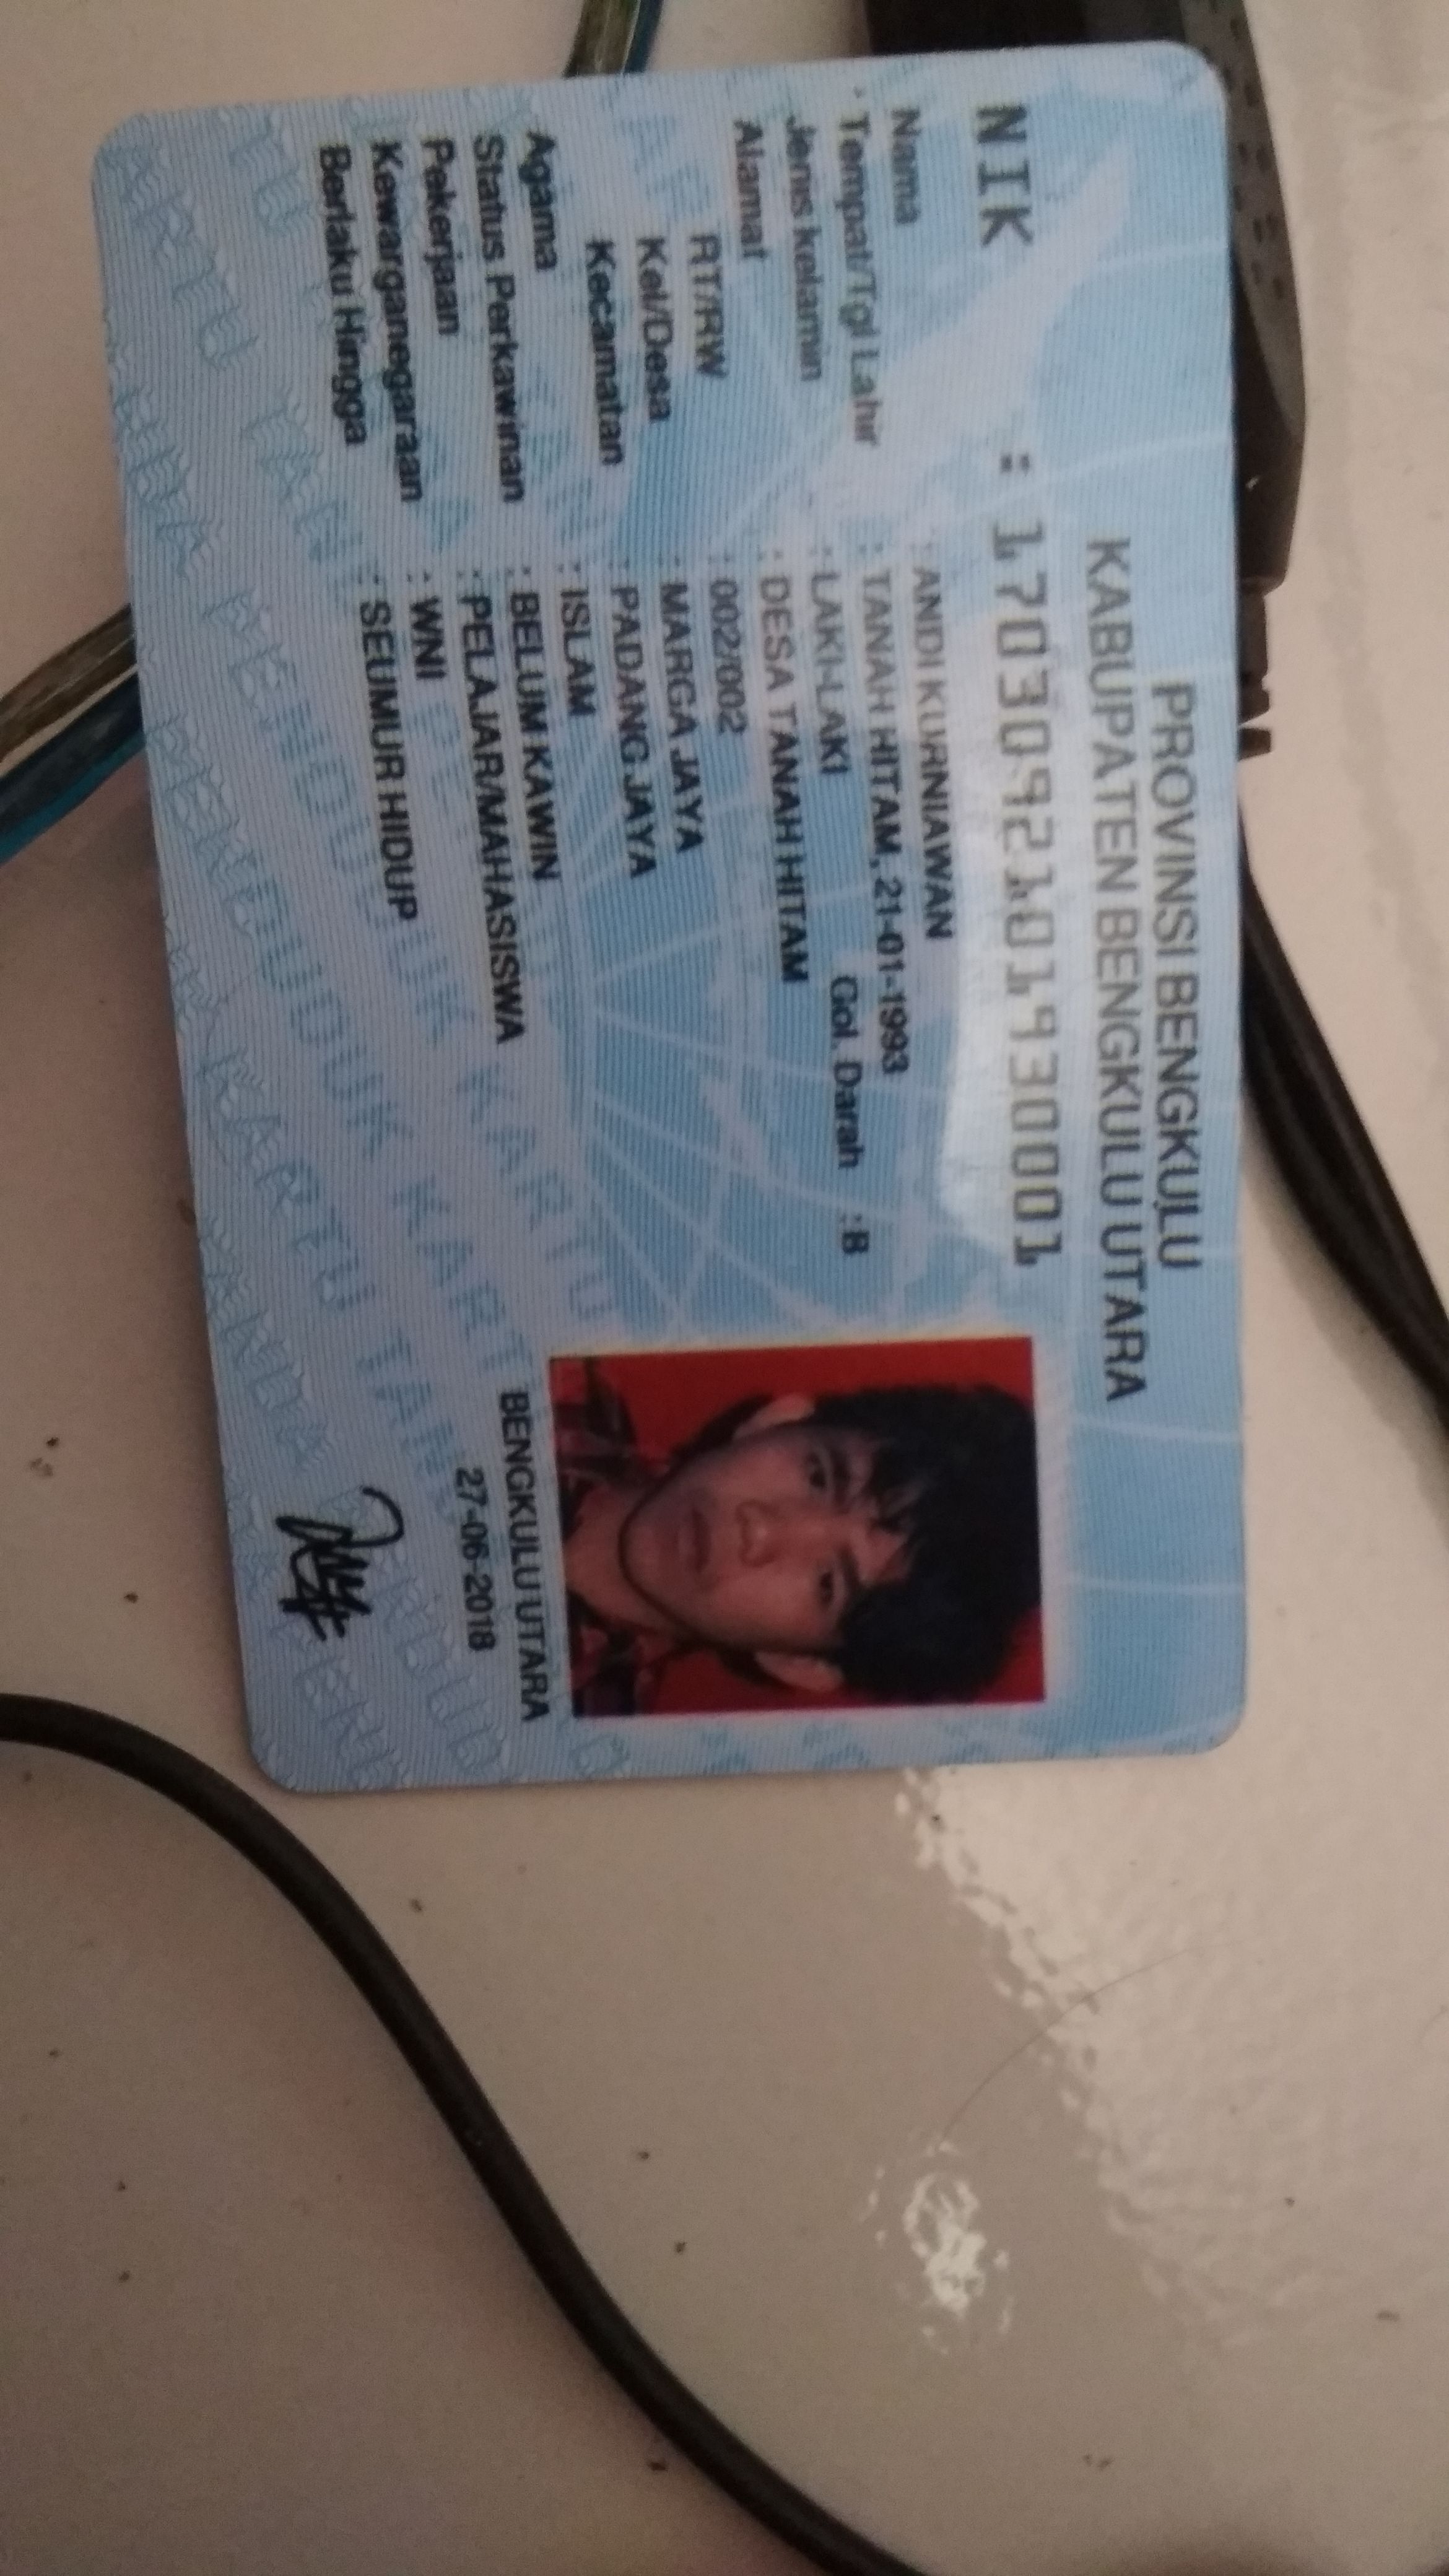 PROVINSI BENGKULU
KABUPATEN BENGKULU UTARA
NIK : 1703092101930001
Nama : ANDI KURNIAWAN
Tempat/Tgl Lahir : TANAH HITAM, 21-01-1993
Jenis kelamin : LAKI-LAKI Gol. Darah : B
Alamat : DESA TANAH HITAM
RT/RW : 002/002
Kel/Desa : MARGA JAYA
Kecamatan : PADANG JAYA
Agama : ISLAM
Status Perkawinan : BELUM KAWIN
Pekerjaan : PELAJAR/MAHASISWA
Kewarganegaraan : WNI
Berlaku Hingga : SEUMUR HIDUP
BENGKULU UTARA
27-06-2018